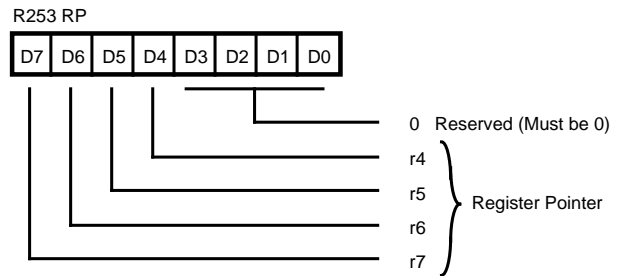 R253 RP
D7 D6 D5 D4 D3 D2 D1 D0
0 Reserved (Must be 0)
r4
r5
Register Pointer
r6
r7